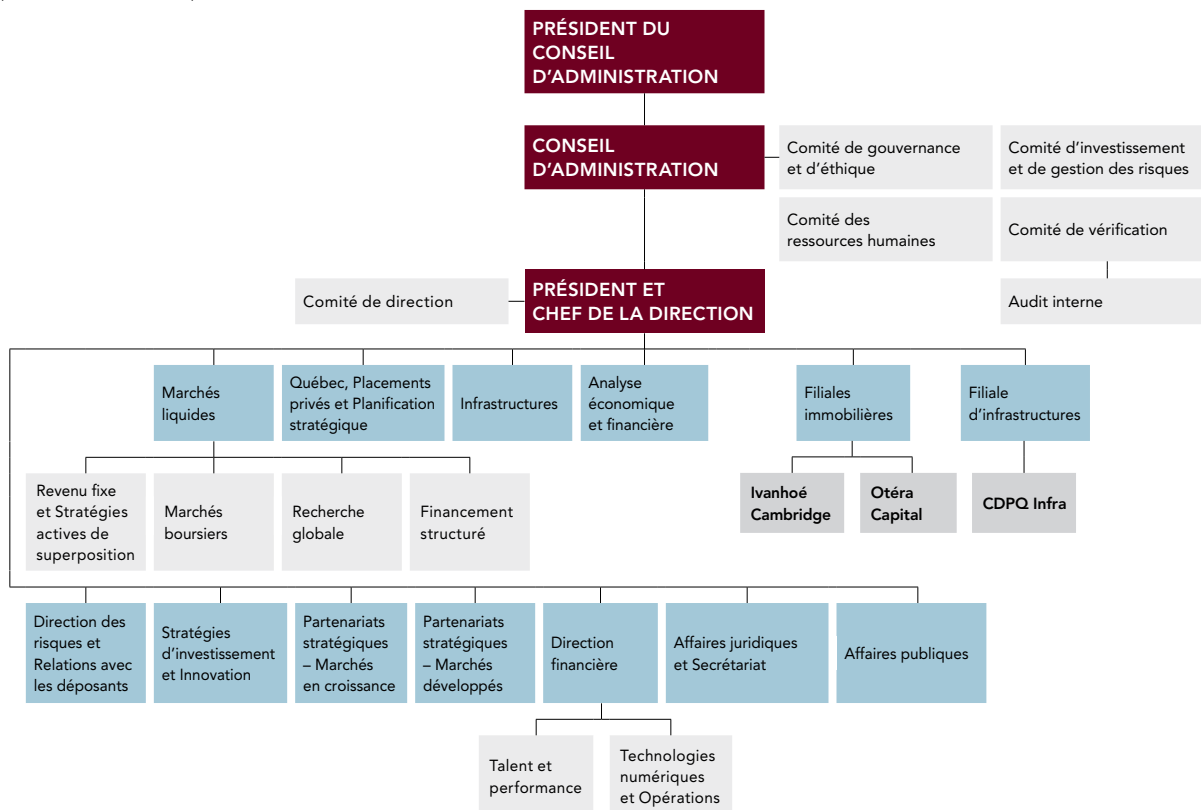 PRÉSIDENT DU
CONSEIL
D'ADMINISTRATION
CONSEIL
D'ADMINISTRATION
Comité de gouvernance
et d'éthique
Comité d'investissement
et de gestion des risques
Comité des
ressources humaines
Comité de vérification
Comité de direction
PRÉSIDENT ET
CHEF DE LA DIRECTION
Audit interne
Marchés
liquides
Québec, Placements
privés et Planification
stratégique
Infrastructures
Analyse
économique
et financière
Filiales
immobilières
Filiale
d'infrastructures
Revenu fixe
et Stratégies
actives de
superposition
Marchés
boursiers
Recherche
globale
Financement
structuré
Ivanhoé
Cambridge
Otéra
Capital
CDPQ Infra
Direction des
risques et
Relations avec
les déposants
Stratégies
d'investissement
et Innovation
Partenariats
stratégiques
– Marchés
en croissance
Partenariats
stratégiques
– Marchés
développés
Direction
financière
Affaires juridiques
et Secrétariat
Affaires publiques
Talent et
performance
Technologies
numériques
et Opérations